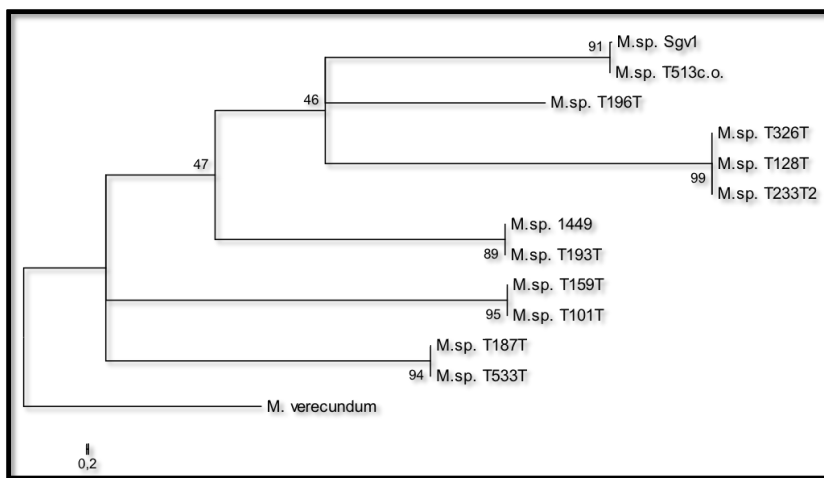 91
M.sp. Sgv1
M.sp. T513c.o.
46
M.sp. T196T
M.sp. T326T
47
M.sp. T128T
99
M.sp. T233T2
M.sp. 1449
89
M.sp. T193T
M.sp. T159T
95
M.sp. T101T
M.sp. T187T
94
M.sp. T533T
M. verecundum
0,2